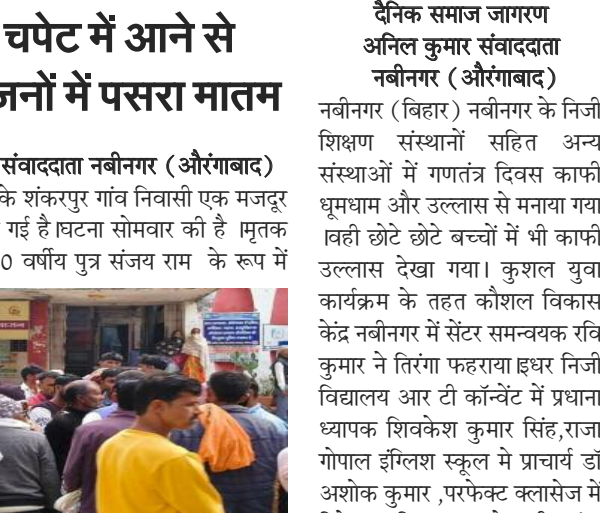 चपेट में आने से
जनों में पसरा मातम
संवाददाता नबीनगर (औरंगाबाद)
के शंकरपुर गांव निवासी एक मजदूर
गई है।घटना सोमवार की है ।मृतक
0 वर्षीय पुत्र संजय राम के रूप में
दैनिक समाज जागरण
अनिल कुमार संवाददाता
नबीनगर (औरंगाबाद)
नबीनगर (बिहार) नबीनगर के निजी
शिक्षण संस्थानों सहित अन्य
संस्थाओं में गणतंत्र दिवस काफी
धूमधाम और उल्लास से मनाया गया
।वही छोटे छोटे बच्चों में भी काफी
उल्लास देखा गया। कुशल युवा
कार्यक्रम के तहत कौशल विकास
केंद्र नबीनगर में सेंटर समन्वयक रवि
कुमार ने तिरंगा फहराया।इधर निजी
विद्यालय आर टी कॉन्वेंट में प्रधाना
ध्यापक शिवकेश कुमार सिंह,राजा
गोपाल इंग्लिश स्कूल मे प्राचार्य डॉ
अशोक कुमार ,परफेक्ट क्लासेज में